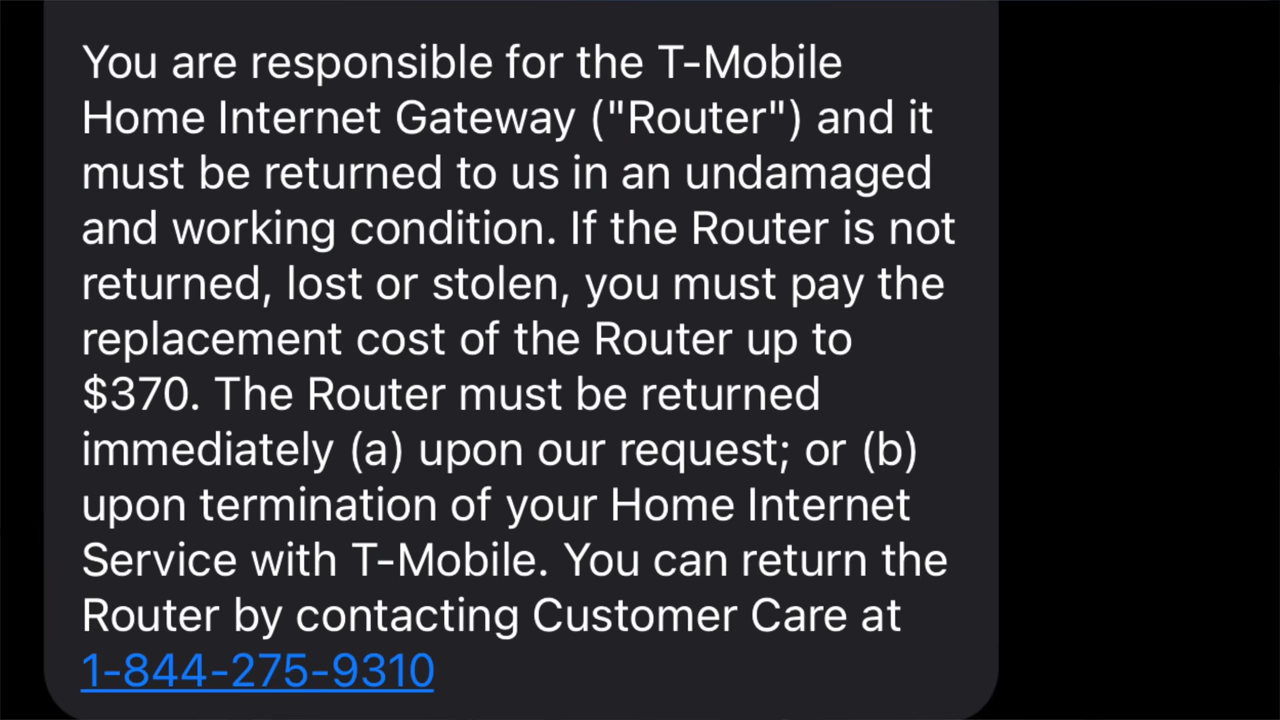 You are responsible for the T-Mobile
Home Internet Gateway ("Router") and it
must be returned to us in an undamaged
and working condition. If the Router is not
returned, lost or stolen, you must pay the
replacement cost of the Router up to
$370. The Router must be returned
immediately (a) upon our request; or (b)
upon termination of your Home Internet
Service with T-Mobile. You can return the
Router by contacting Customer Care at
1-844-275-9310